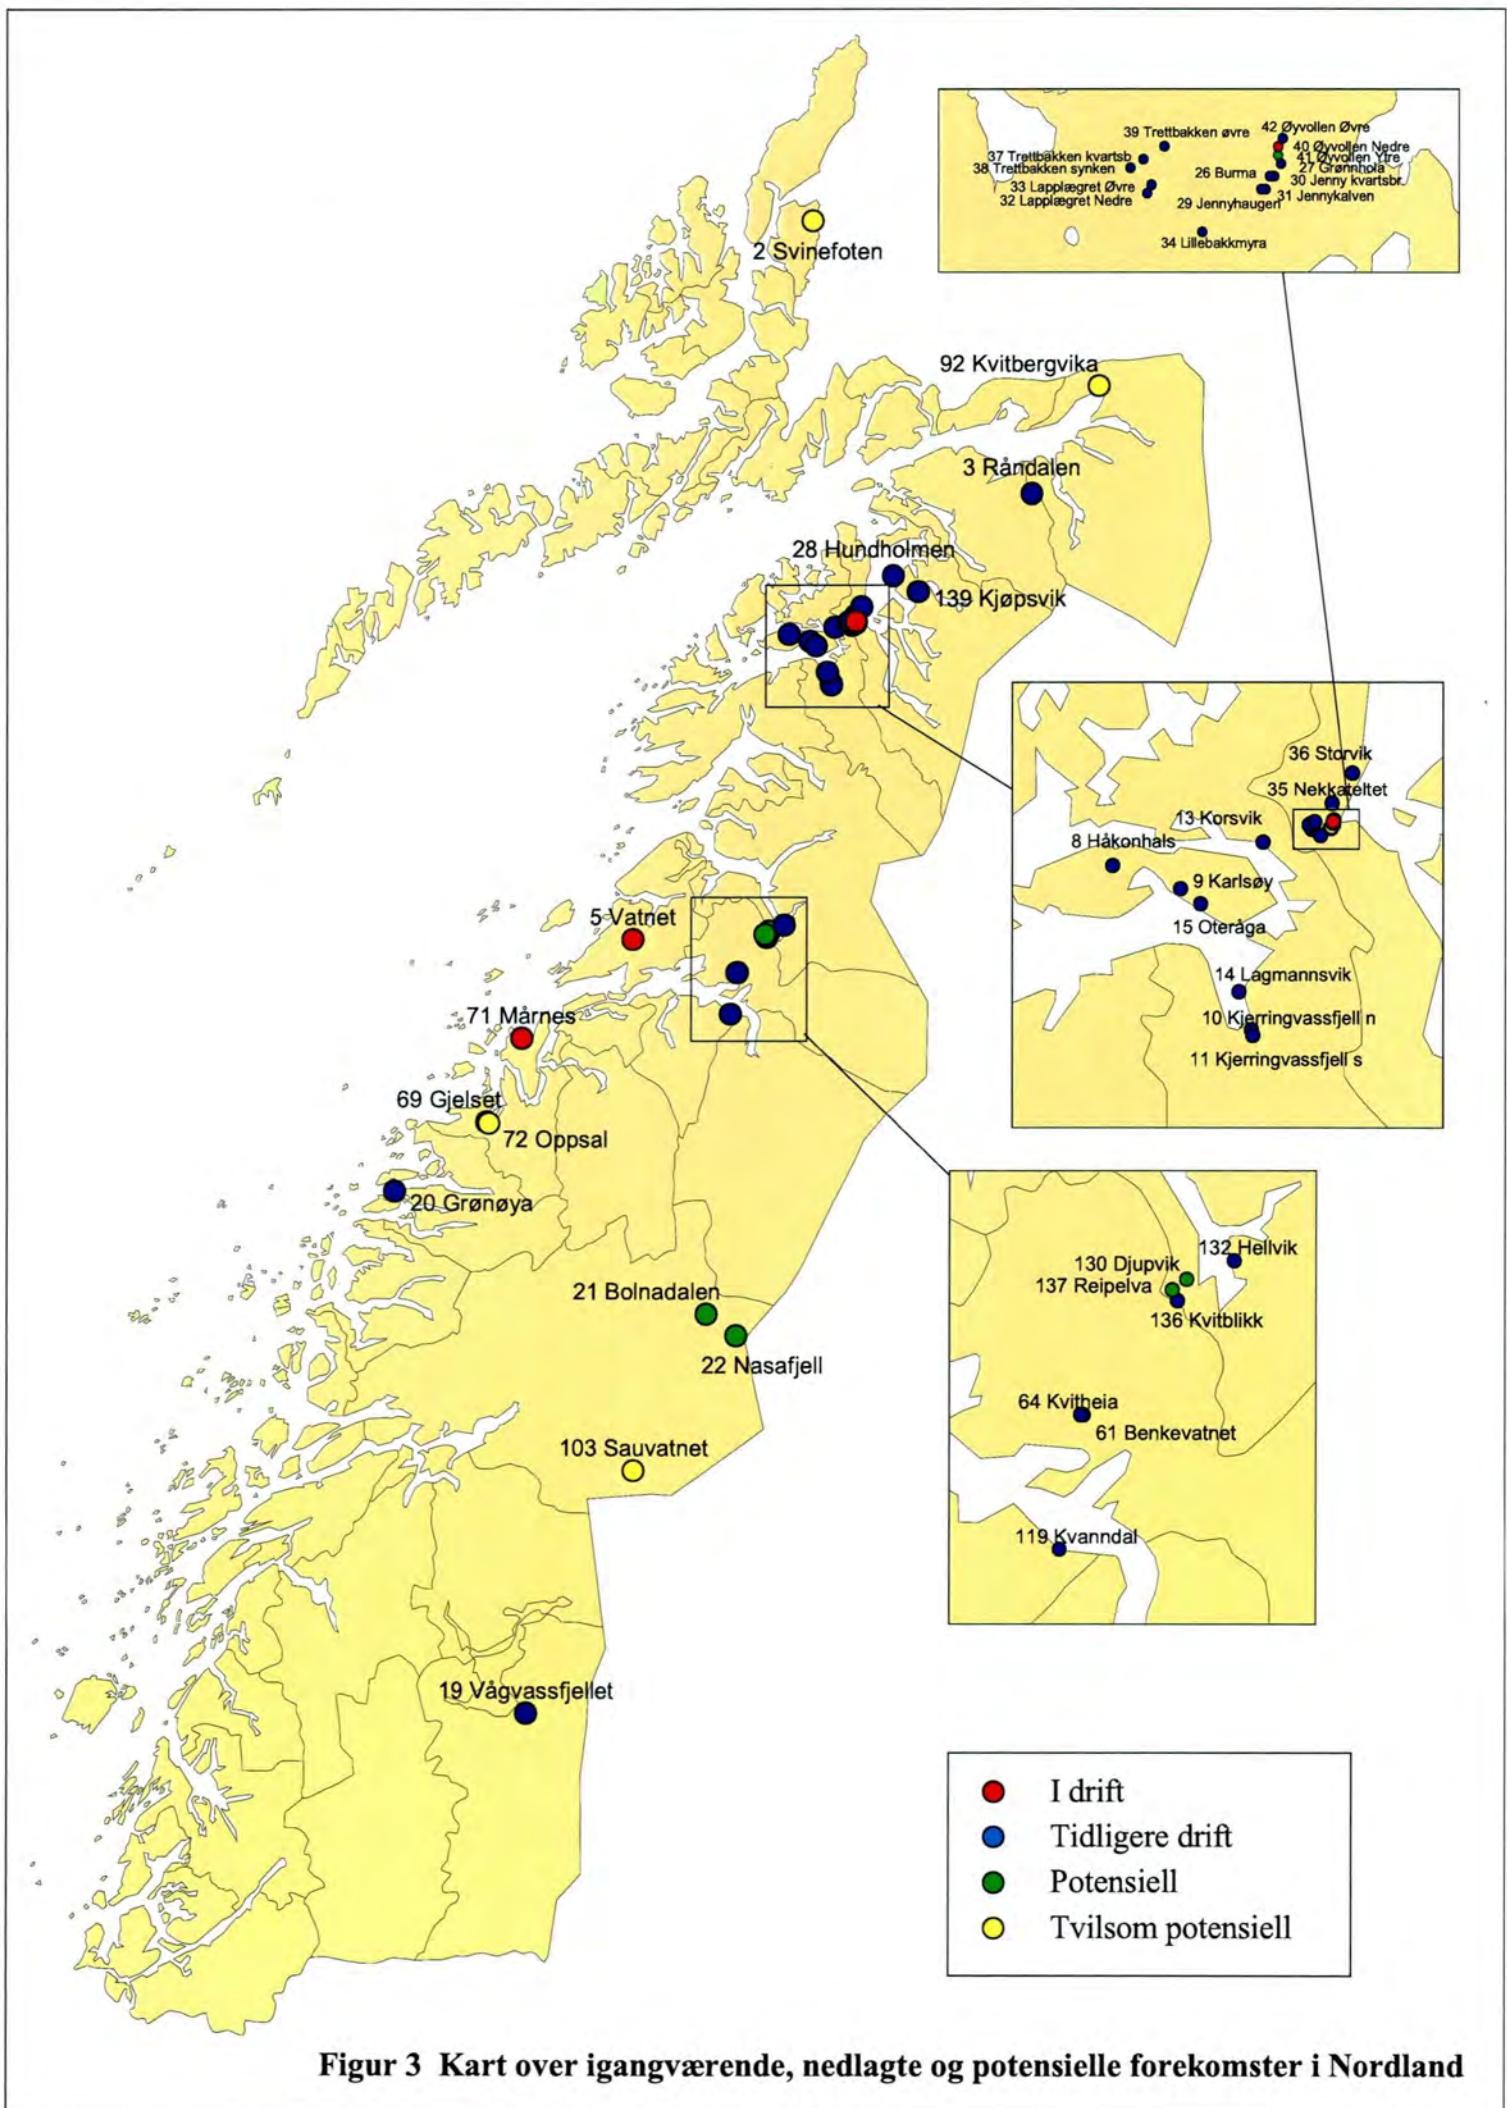 39 Trettbakken øvre
42 Øyvollen Øvre
40 Øyvollen Nedre
37 Trettbakken kvartsb
41 Øyvollen Ytre
38 Trettbakken synken
26 Burma
27 Grønnhola
33 Lapplægret Øvre
30 Jenny kvartsbr
32 Lapplægret Nedre
29 Jennyhaugen
31 Jennykalven
34 Lillebakkmyra
2 Svinefoten
92 Kvitbergvika
3 Råndalen
28 Hundholmen
139 Kjøpsvik
36 Storvik
35 Nekkateltet
13 Korsvik
8 Håkonhals
9 Karlsøy
15 Oteråga
14 Lagmannsvik
10 Kjerringvassfjell n
11 Kjerringvassfjell s
5 Vatnet
71 Mårnes
69 Gjelset
72 Oppsal
20 Grønøya
132 Hellvik
130 Djupvik
137 Reipelva
136 Kvitblikk
64 Kvitheia
61 Benkevatnet
119 Kvanndal
21 Bolnadalen
22 Nasafjell
103 Sauvatnet
19 Vågvassfjellet
I drift
Tidligere drift
Potensiell
Tvilsom potensiell
Figur 3 Kart over igangværende, nedlagte og potensielle forekomster i Nordland